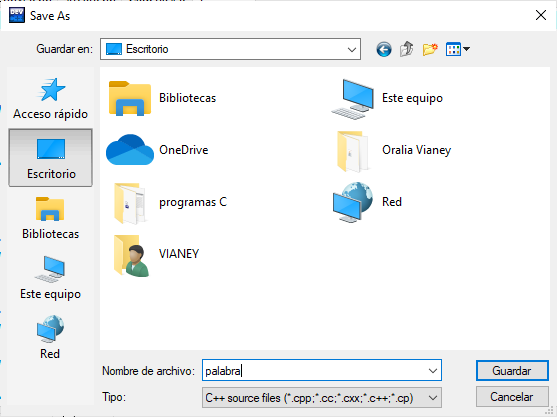 Save As
Guardar en:
Escritorio
Acceso rápido
Escritorio
Bibliotecas
Este equipo
Red
Bibliotecas
Este equipo
OneDrive
Oralia Vianey
programas C
Red
VIANEY
Nombre de archivo:
palabra
Guardar
Tipo:
C++ source files (*.cpp;*.cc;*.cxx;*.c++;*.cp)
Cancelar